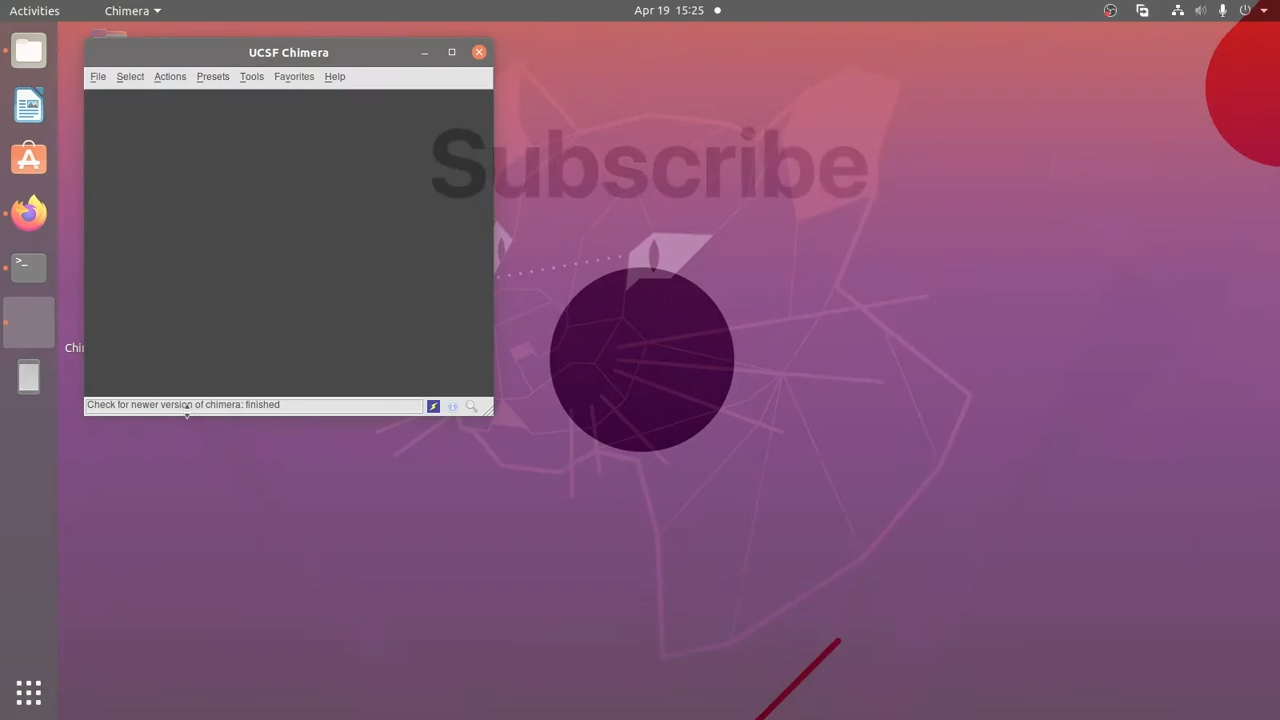 Activities
Chimera
Apr 19 15:25
UCSF Chimera
File Select Actions Presets Tools Favorites Help
Subscribe
Chi
Check for newer version of chimera: finished